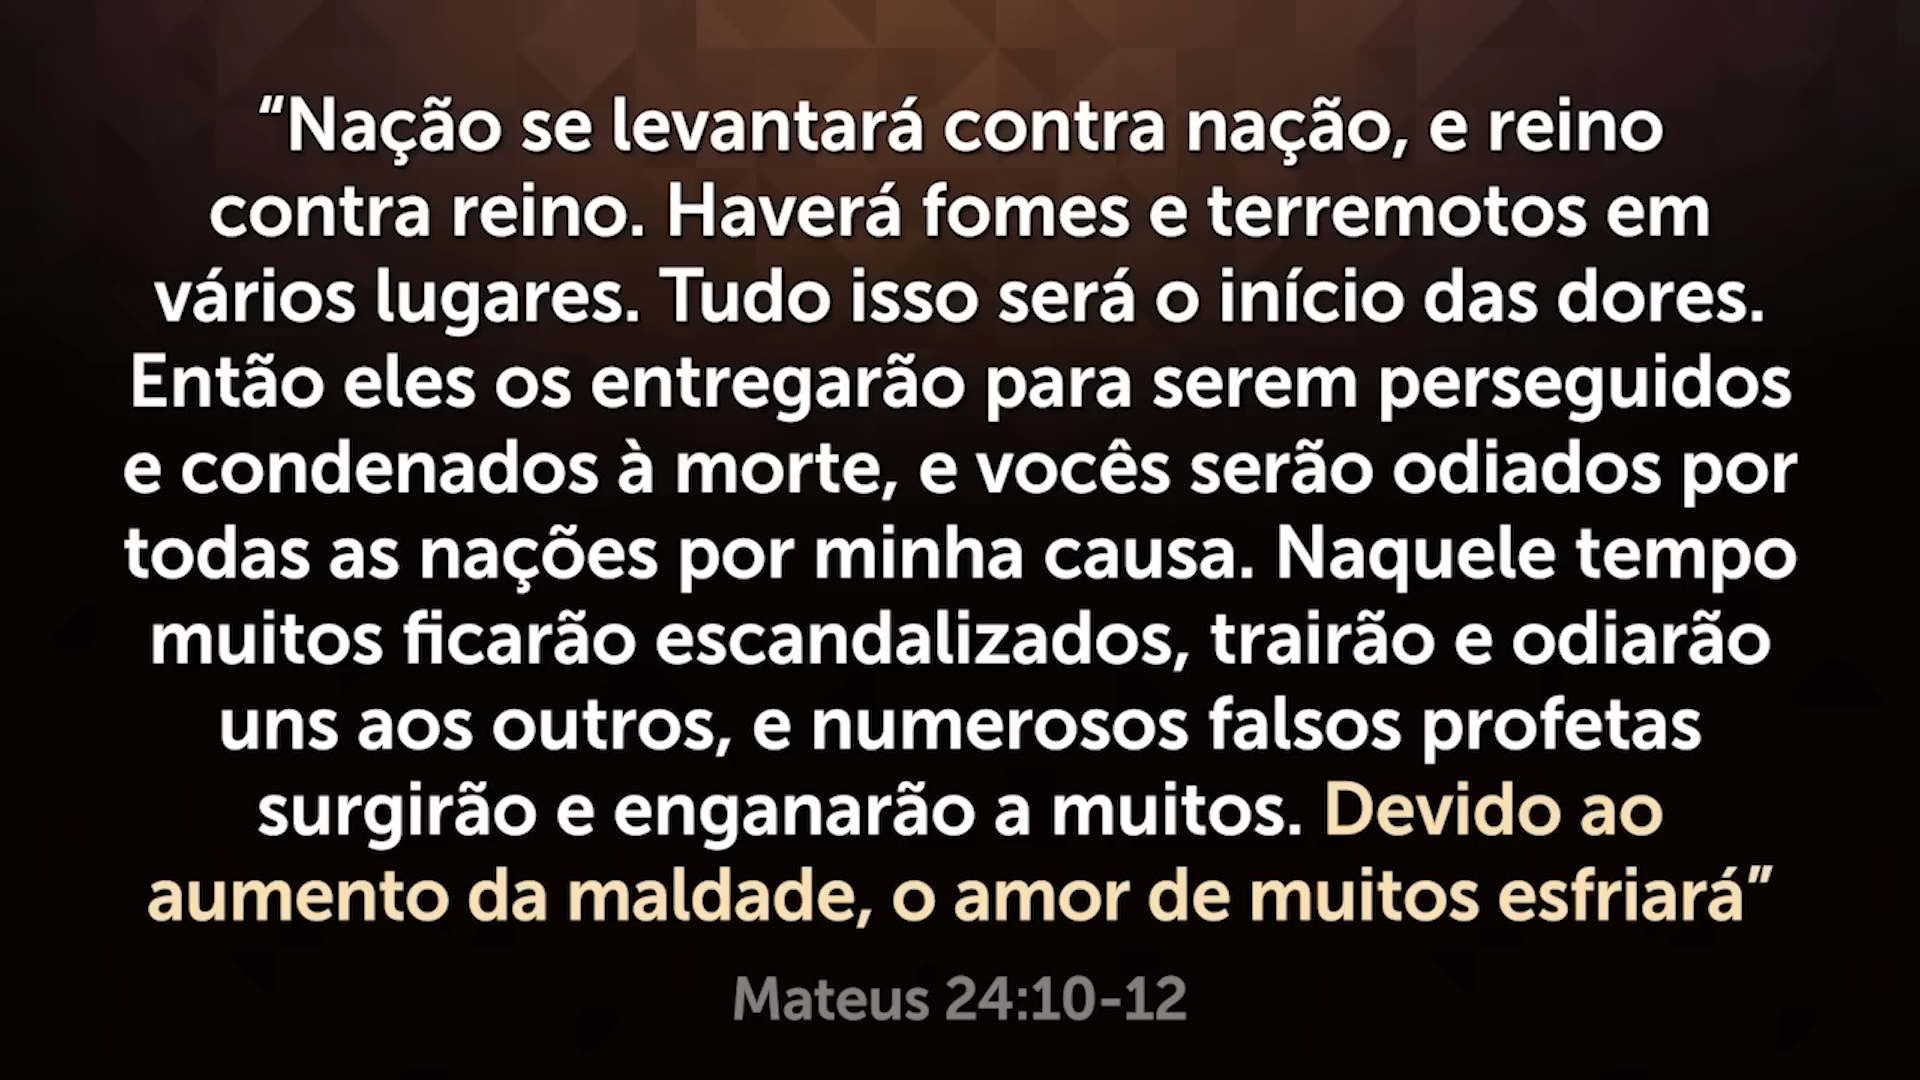 “Nação se levantará contra nação, e reino
contra reino. Haverá fomes e terremotos em
vários lugares. Tudo isso será o início das dores.
Então eles os entregarão para serem perseguidos
e condenados à morte, e vocês serão odiados por
todas as nações por minha causa. Naquele tempo
muitos ficarão escandalizados, trairão e odiarão
uns aos outros, e numerosos falsos profetas
surgirão e enganarão a muitos. Devido ao
aumento da maldade, o amor de muitos esfriará”
Mateus 24:10-12